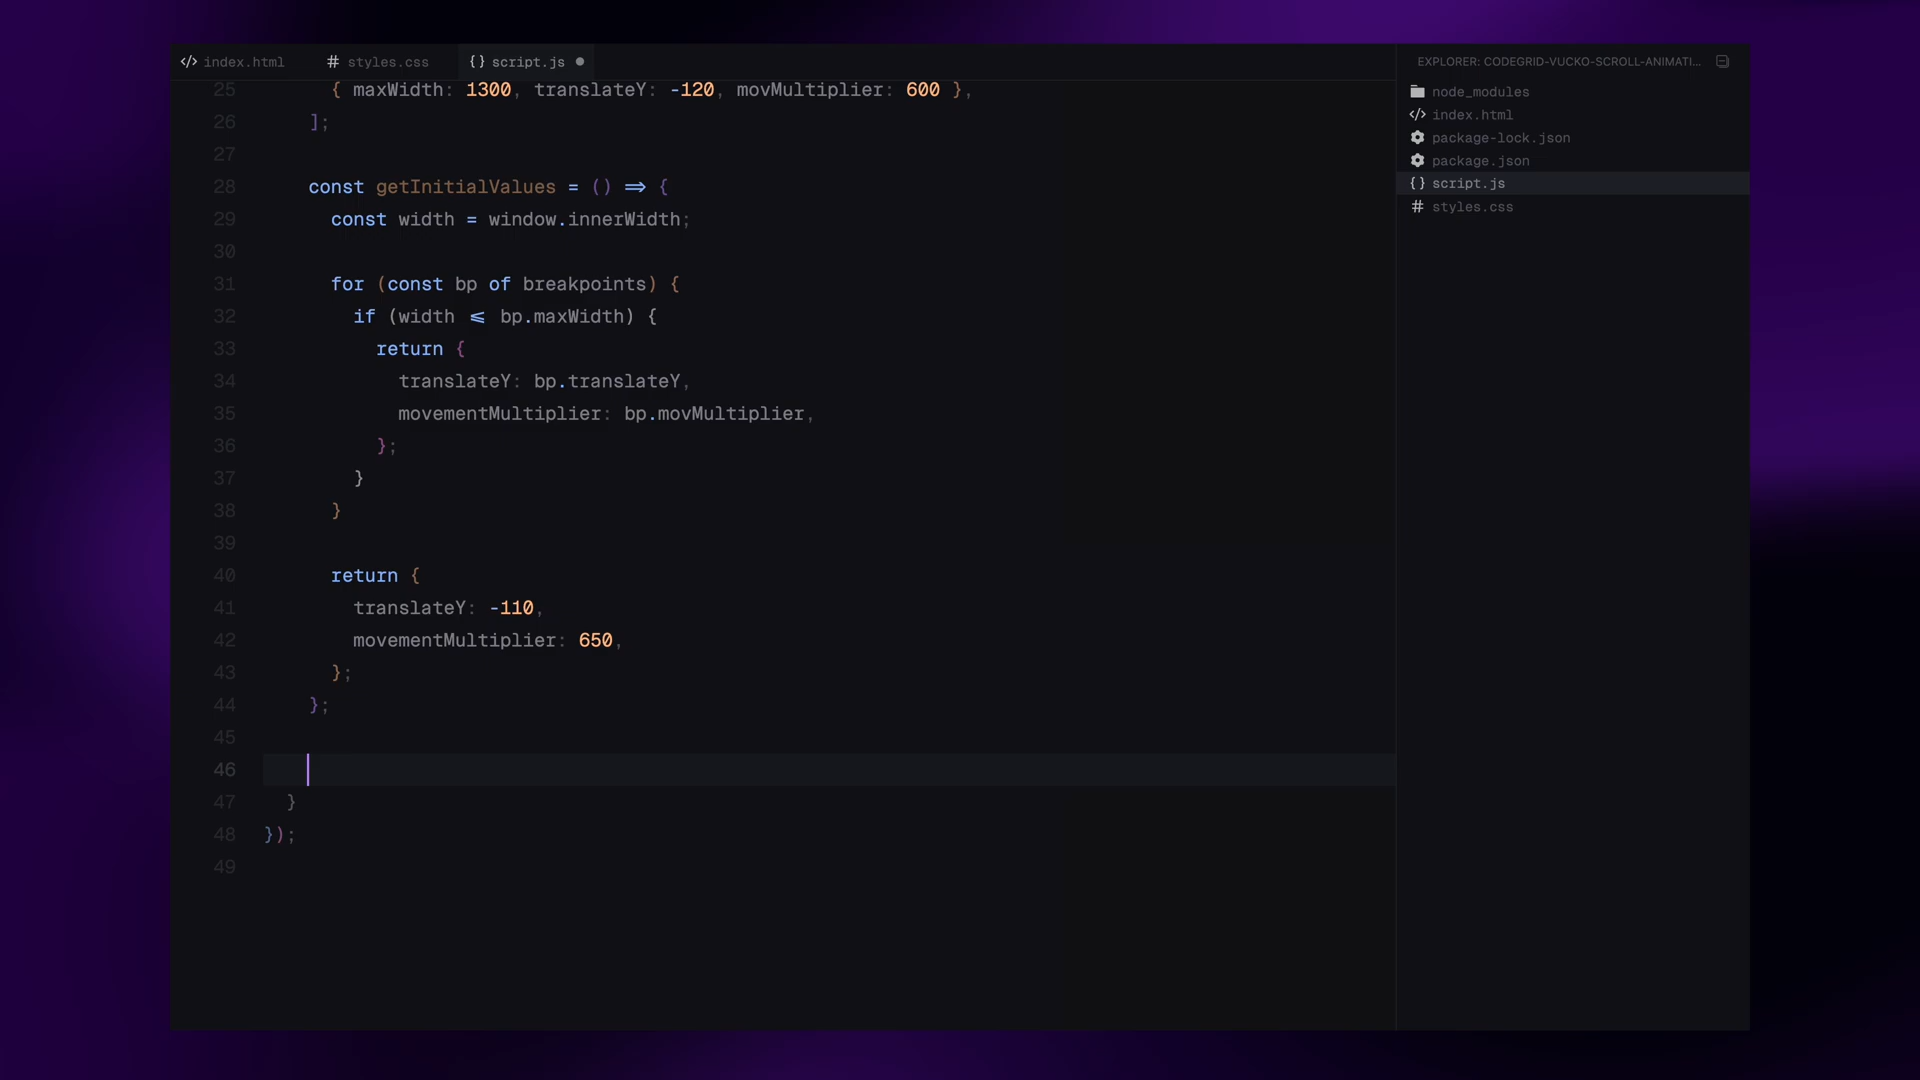 index.html
styles.css
script.js
25 { maxWidth: 1300, translateY: -120, movMultiplier: 600 },
26 ];
27
28 const getInitialValues = () => {
29 const width = window.innerWidth;
30
31 for (const bp of breakpoints) {
32 if (width <= bp.maxWidth) {
33 return {
34 translateY: bp.translateY,
35 movementMultiplier: bp.movMultiplier,
36 };
37 }
38 }
39
40 return {
41 translateY: -110,
42 movementMultiplier: 650,
43 };
44 };
45
46
47 }
48 });
49
EXPLORER: CODEGRID-VUCKO-SCROLL-ANIMATI...
node_modules
index.html
package-lock.json
package.json
script.js
styles.css